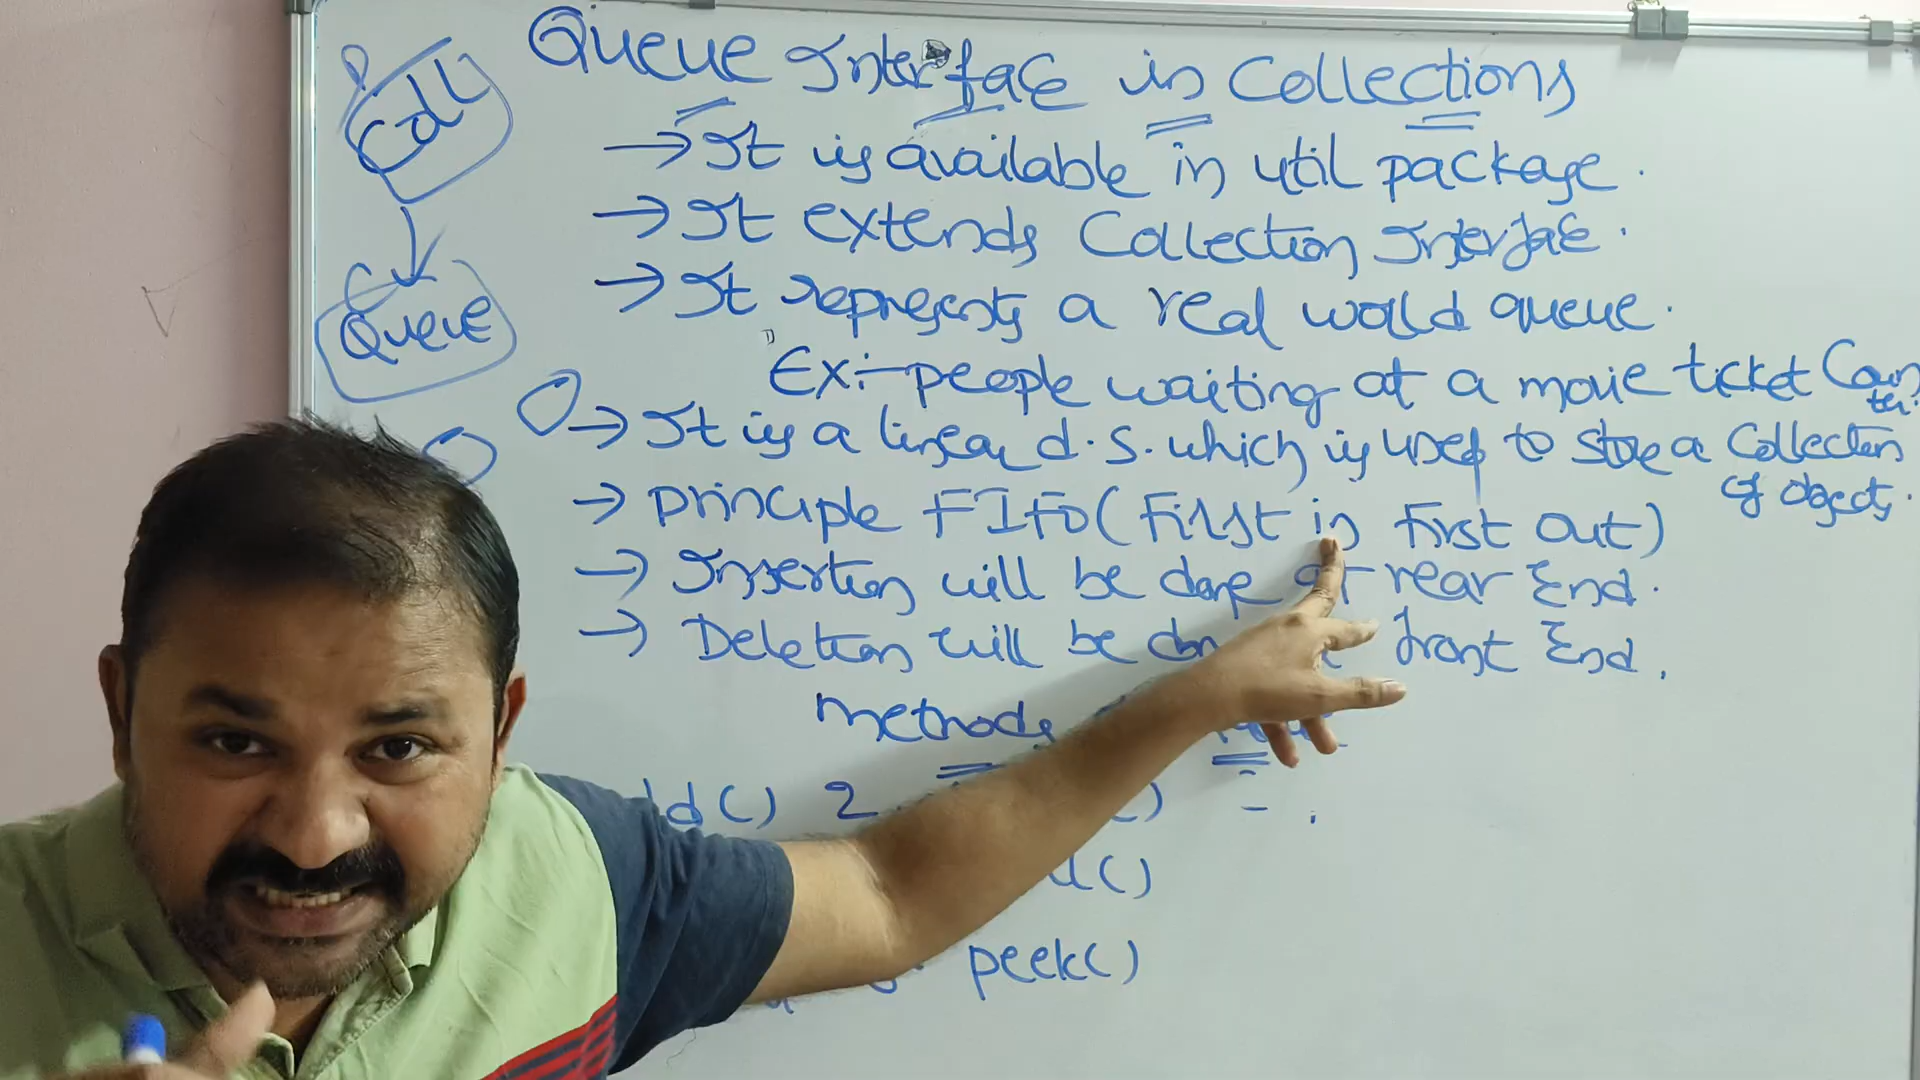 Queue Interface in Collections
Coll
→ It is available in util package.
→ It extends Collection Interface.
Queue
→ It represents a real world queue.
Ex:- people waiting at a movie ticket Counter.
→ It is a linear d.s. which is used to store a Collection
of objects.
→ principle FIFO (First in First out)
→ Insertion will be done at rear End.
→ Deletion will be don front End.
methods
dd() 2
peek()